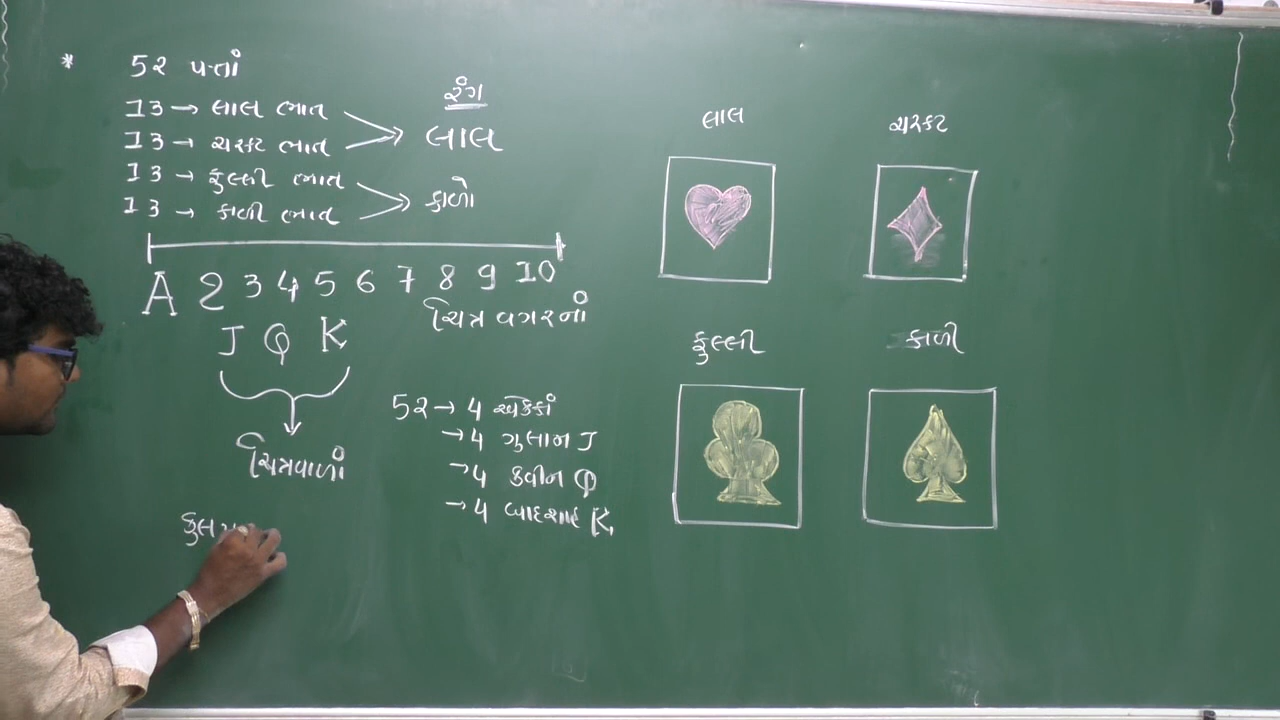 * 52 પત્તાં
13 → લાલ ભાત
13 → ચરકટ ભાત
13 → ફુલ્લી ભાત
13 → કાળી ભાત
રંગ
લાલ
કાળો
A 2 3 4 5 6 7 8 9 10
ચિત્ર વગરનાં
J Q K
ચિત્રવાળાં
52 → 4 એક્કાં
→ 4 ગુલામ J
→ 4 ક્વીન Q
→ 4 બાદશાહ K
કુલ
લાલ
ચરકટ
ફુલ્લી
કાળી